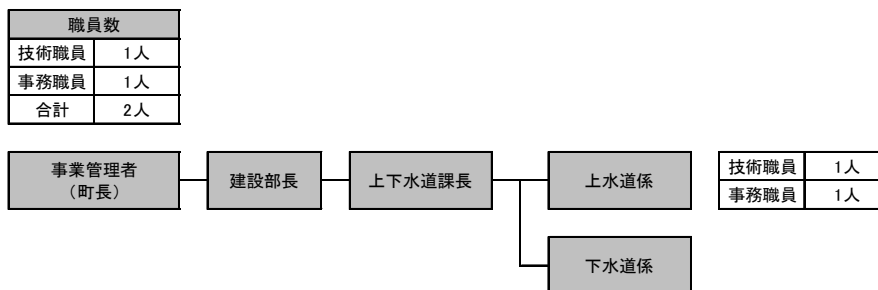 職員数
技術職員 1人
事務職員 1人
合計 2人
事業管理者
（町長）
建設部長
上下水道課長
上水道係
技術職員 1人
事務職員 1人
下水道係